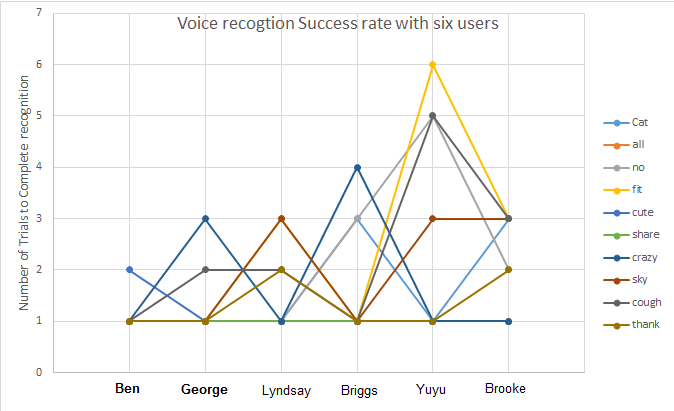 Voice recogtion Success rate with six users
Number of Trials to Complete recognition
7
6
5
4
3
2
1
0
Ben George Lyndsay Briggs Yuyu Brooke
Cat
all
no
fit
cute
share
crazy
sky
cough
thank